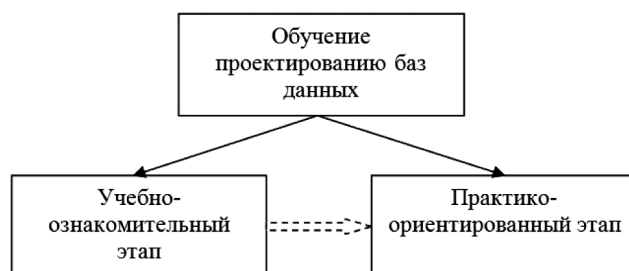 Обучение
проектированию баз
данных
Учебно-
ознакомительный
этап
Практико-
ориентированный этап